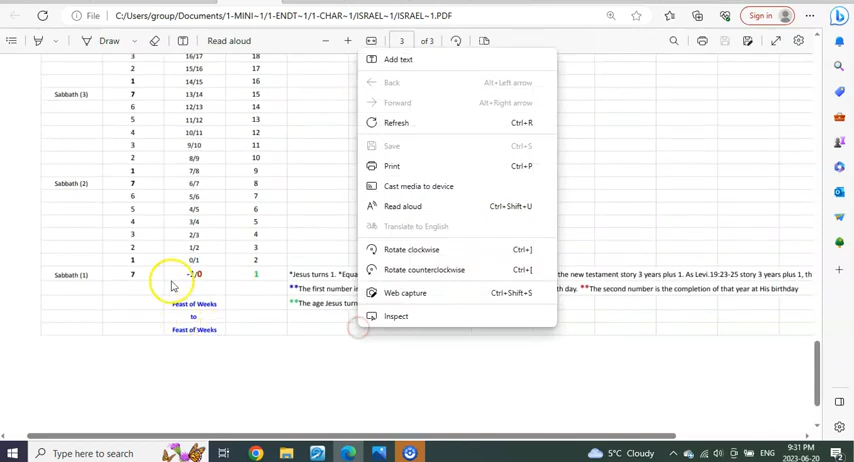 C:/Users/group/Documents/1-MINI~1/1-ENDT~1/1-CHAR~1/ISRAEL~1/ISRAEL~1.PDF
Sign in
Draw
Read aloud
3 of 3
3 16/17 18
2 15/16 17
1 14/15 16
Sabbath (3) 7 13/14 15
6 12/13 14
5 11/12 13
4 10/11 12
3 9/10 11
2 8/9 10
1 7/8 9
Sabbath (2) 7 6/7 8
6 5/6 7
5 4/5 6
4 3/4 5
3 2/3 4
2 1/2 3
1 0/1 2
Sabbath (1) 7 -1/0 1 *Jesus turns 1. *Equa
the new testament story 3 years plus 1. As Levi.19:23-25 story 3 years plus 1, th
**The first number in
th day. **The second number is the completion of that year at His birthday
Feast of Weeks
**The age Jesus turn
to
Feast of Weeks
Add text
Back Alt+Left arrow
Forward Alt+Right arrow
Refresh Ctrl+R
Save Ctrl+S
Print Ctrl+P
Cast media to device
Read aloud Ctrl+Shift+U
Translate to English
Rotate clockwise Ctrl+]
Rotate counterclockwise Ctrl+[
Web capture Ctrl+Shift+S
Inspect
Type here to search
5°C Cloudy
ENG
9:31 PM
2023-06-20
2